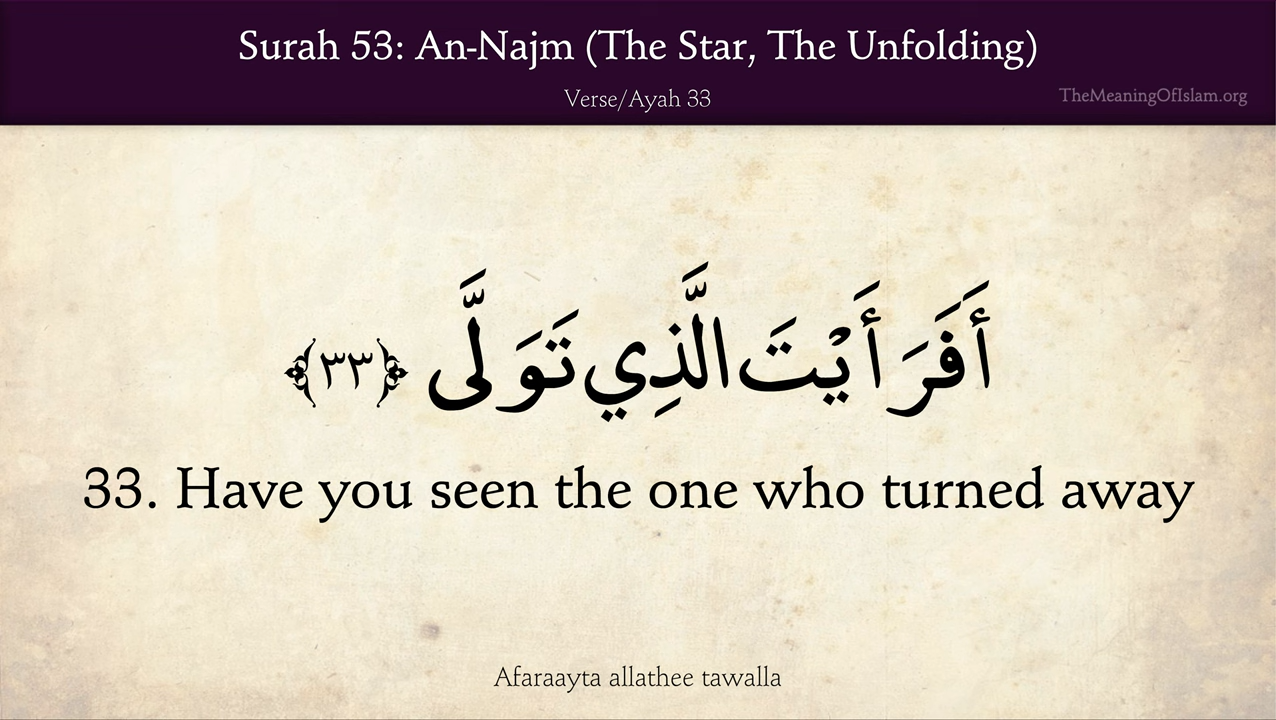 Surah 53: An-Najm (The Star, The Unfolding)
Verse/Ayah 33
TheMeaningOfIslam.org
أَفَرَأَيْتَ الَّذِي تَوَلَّى ﴿٣٣﴾
33. Have you seen the one who turned away
Afaraayta allathee tawalla